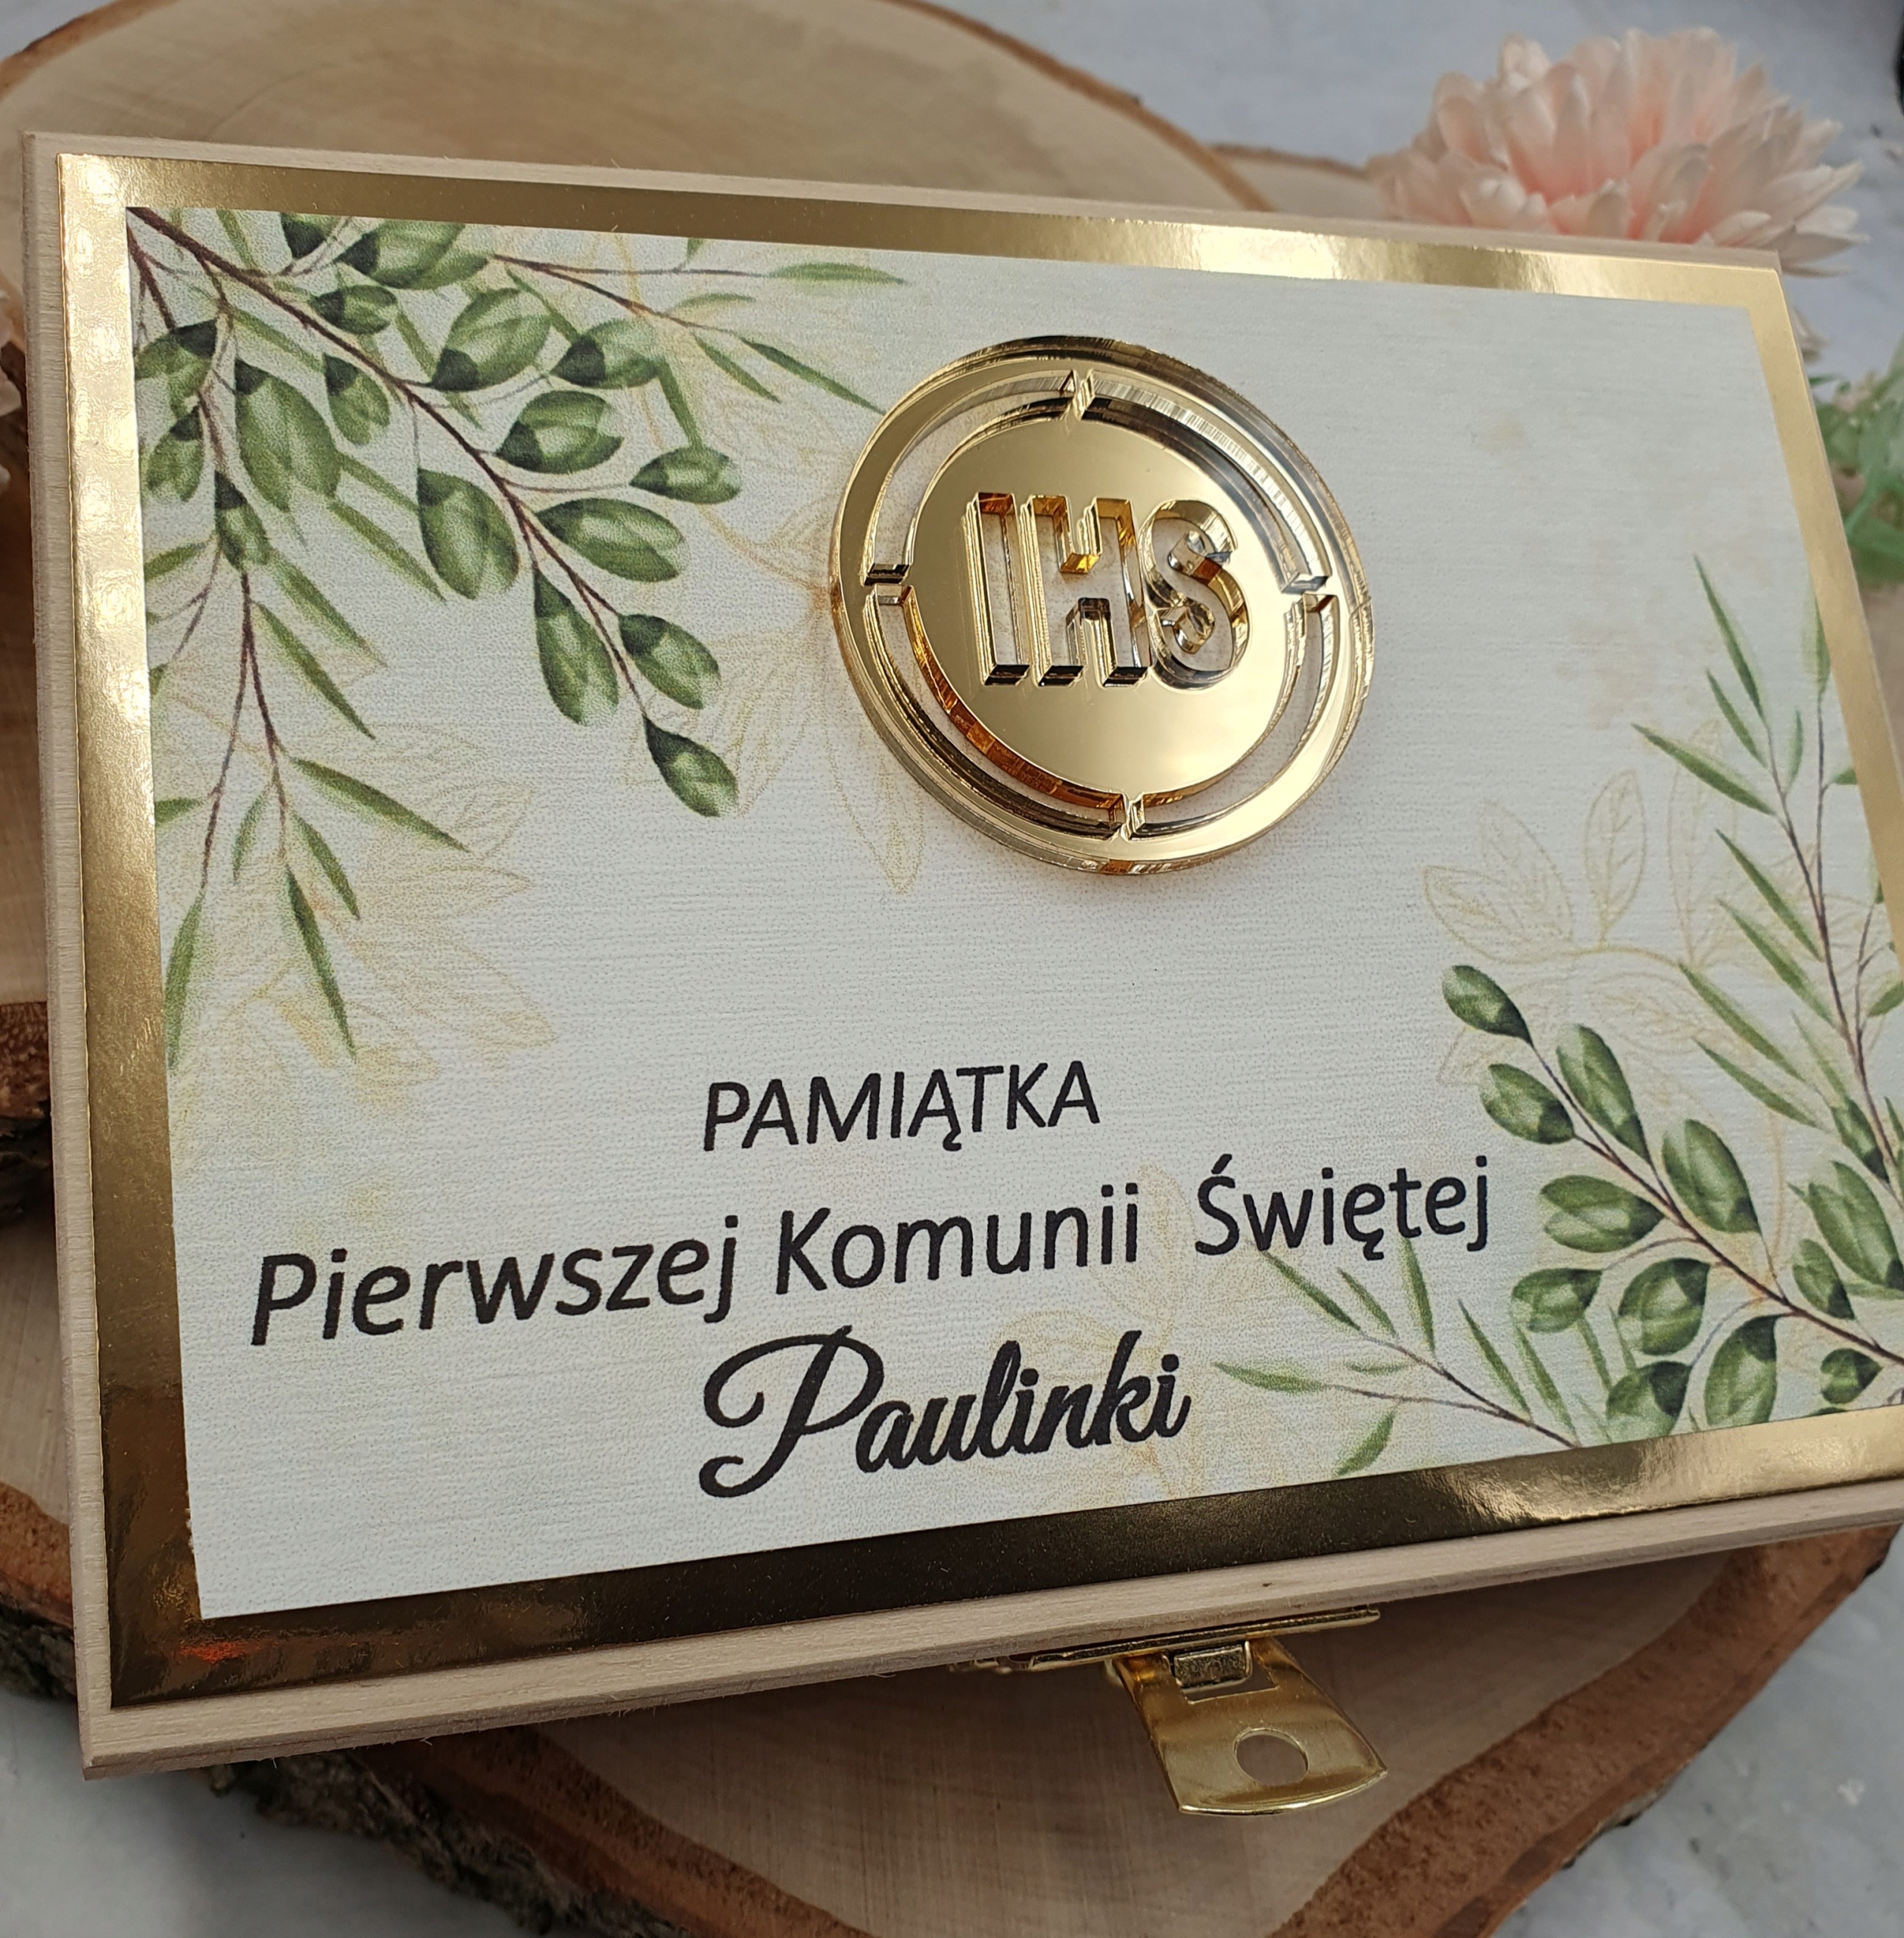 IHS
PAMIĄTKA
Pierwszej Komunii Świętej
Paulinki